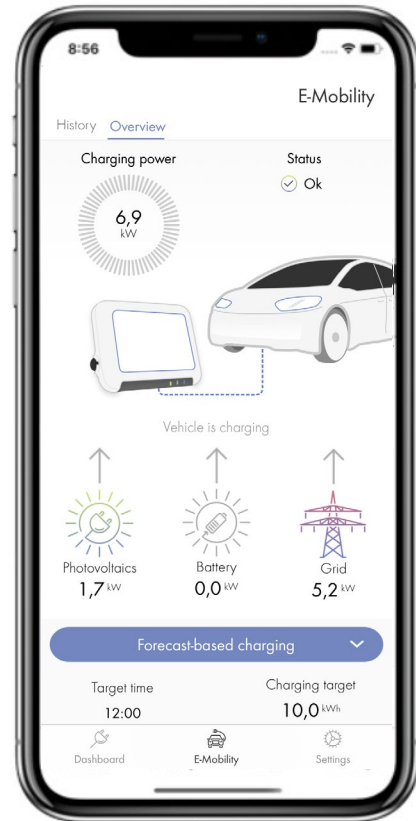 8:56
E-Mobility
History Overview
Charging power Status
6,9 Ok
kW
Vehicle is charging
Photovoltaics Battery Grid
1,7 kW 0,0 kW 5,2 kW
Forecast-based charging
Target time Charging target
12:00 10,0 kWh
Dashboard E-Mobility Settings